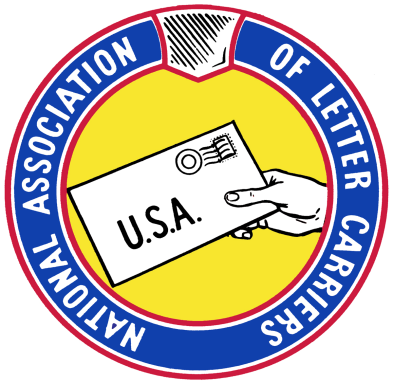 NATIONAL ASSOCIATION OF LETTER CARRIERS
U.S.A.